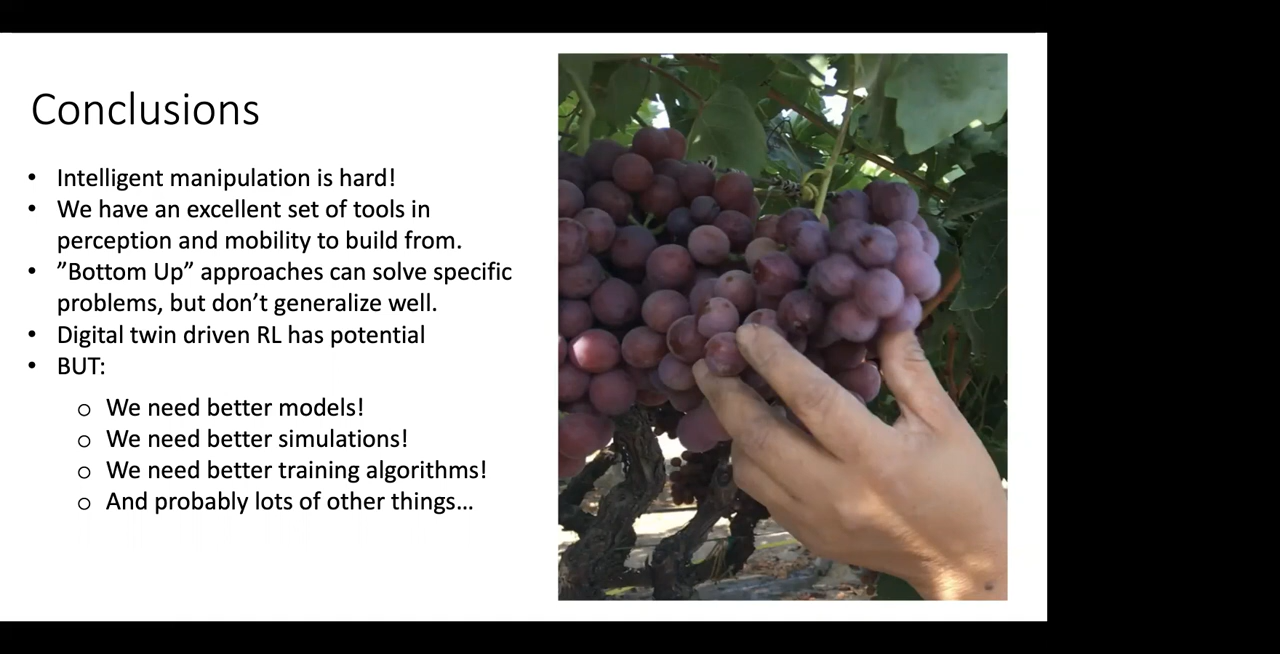 Conclusions
• Intelligent manipulation is hard!
• We have an excellent set of tools in
perception and mobility to build from.
• ”Bottom Up” approaches can solve specific
problems, but don’t generalize well.
• Digital twin driven RL has potential
• BUT:
o We need better models!
o We need better simulations!
o We need better training algorithms!
o And probably lots of other things…